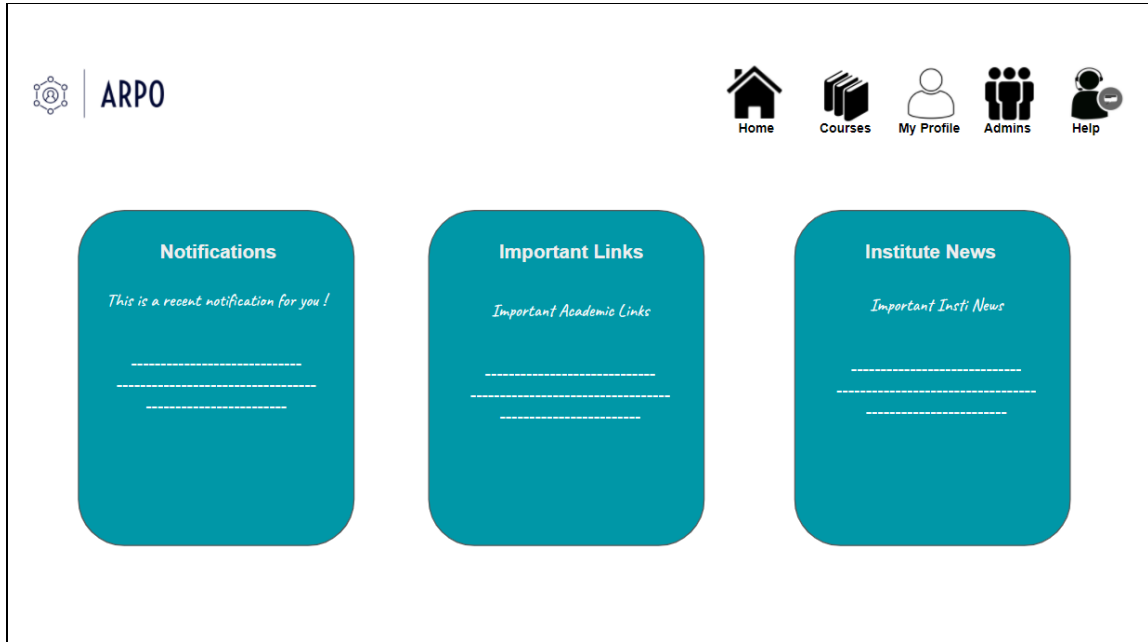 ARPO
Home
Courses
My Profile
Admins
Help
Notifications
This is a recent notification for you !
Important Links
Important Academic Links
Institute News
Important Insti News